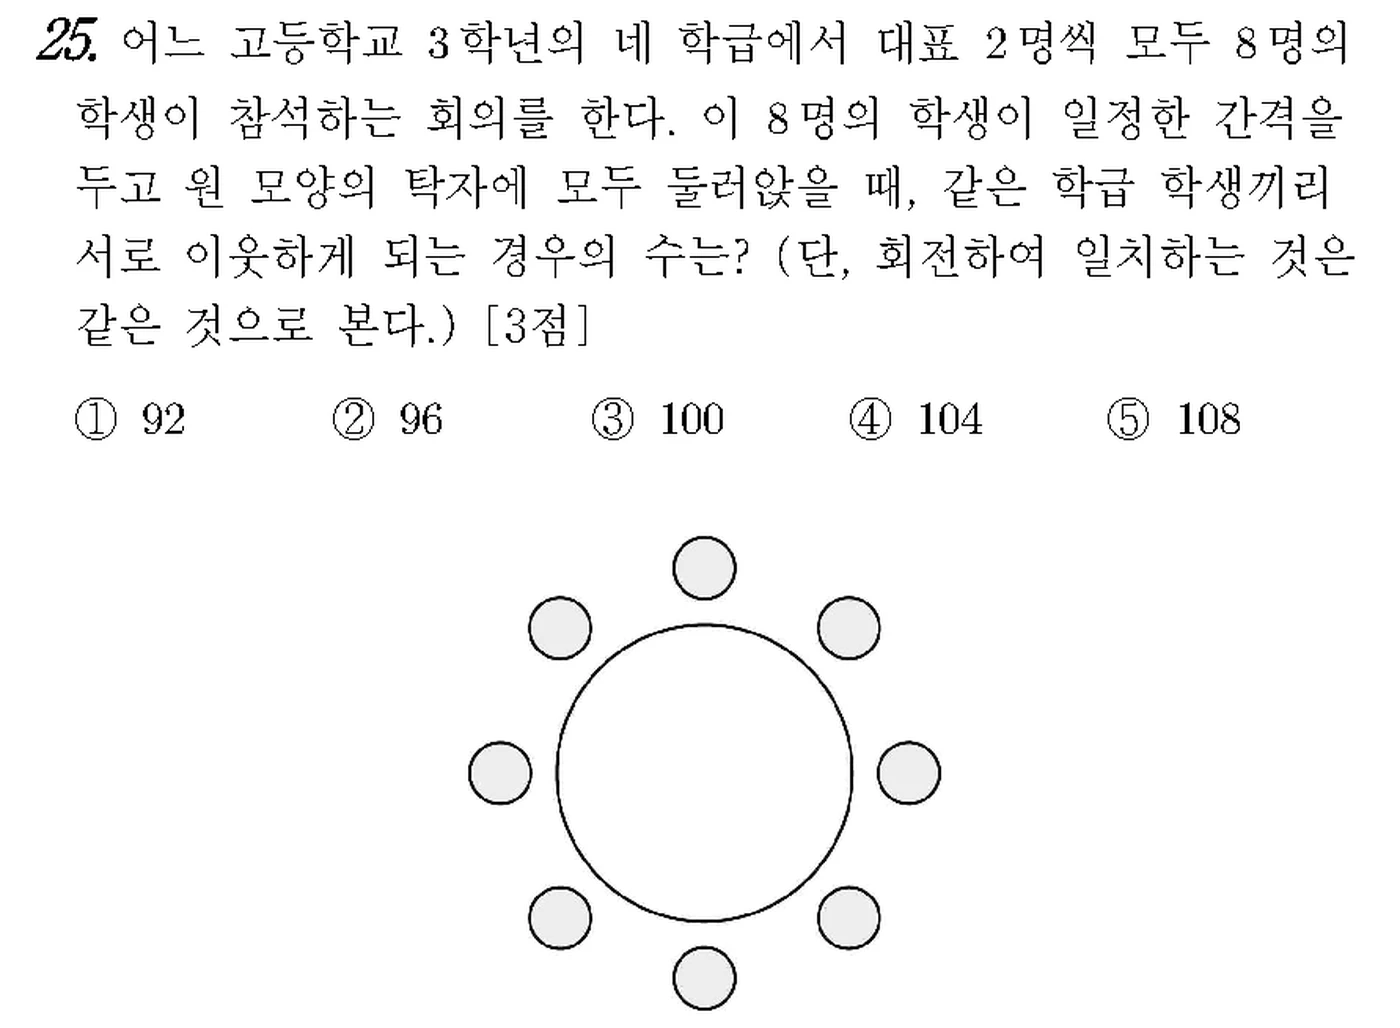 25. 어느 고등학교 3학년의 네 학급에서 대표 2명씩 모두 8명의
학생이 참석하는 회의를 한다. 이 8명의 학생이 일정한 간격을
두고 원 모양의 탁자에 모두 둘러앉을 때, 같은 학급 학생끼리
서로 이웃하게 되는 경우의 수는? (단, 회전하여 일치하는 것은
같은 것으로 본다.) [3점]
① 92 ② 96 ③ 100 ④ 104 ⑤ 108